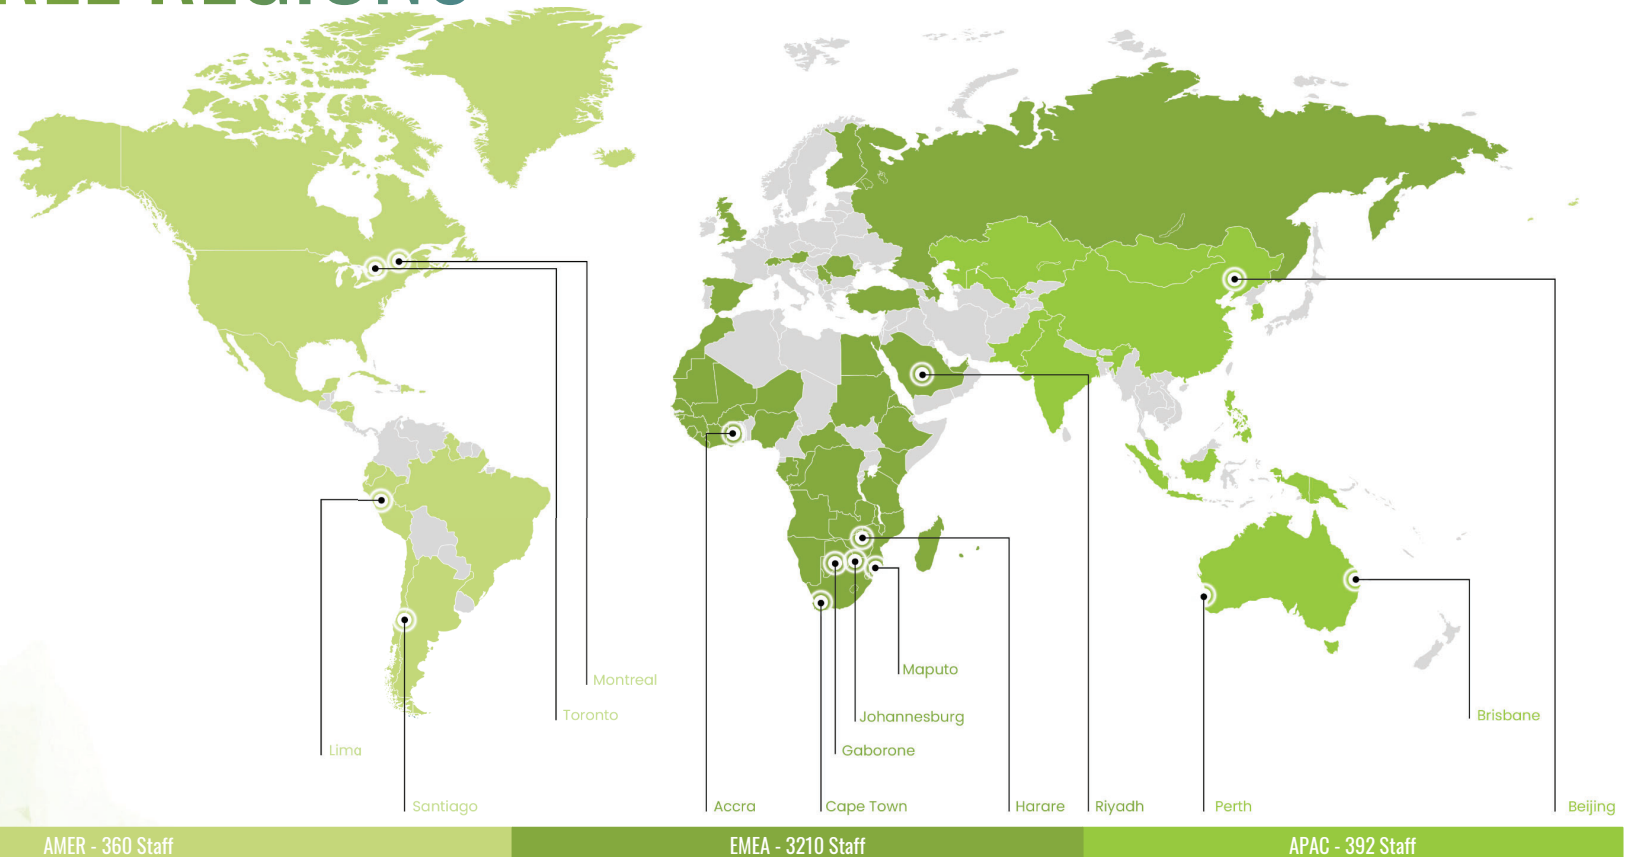 REGIONS
Montreal
Toronto
Lima
Santiago
Maputo
Johannesburg
Gaborone
Accra
Cape Town
Harare
Riyadh
Brisbane
Perth
Beijing
AMER - 360 Staff
EMEA - 3210 Staff
APAC - 392 Staff